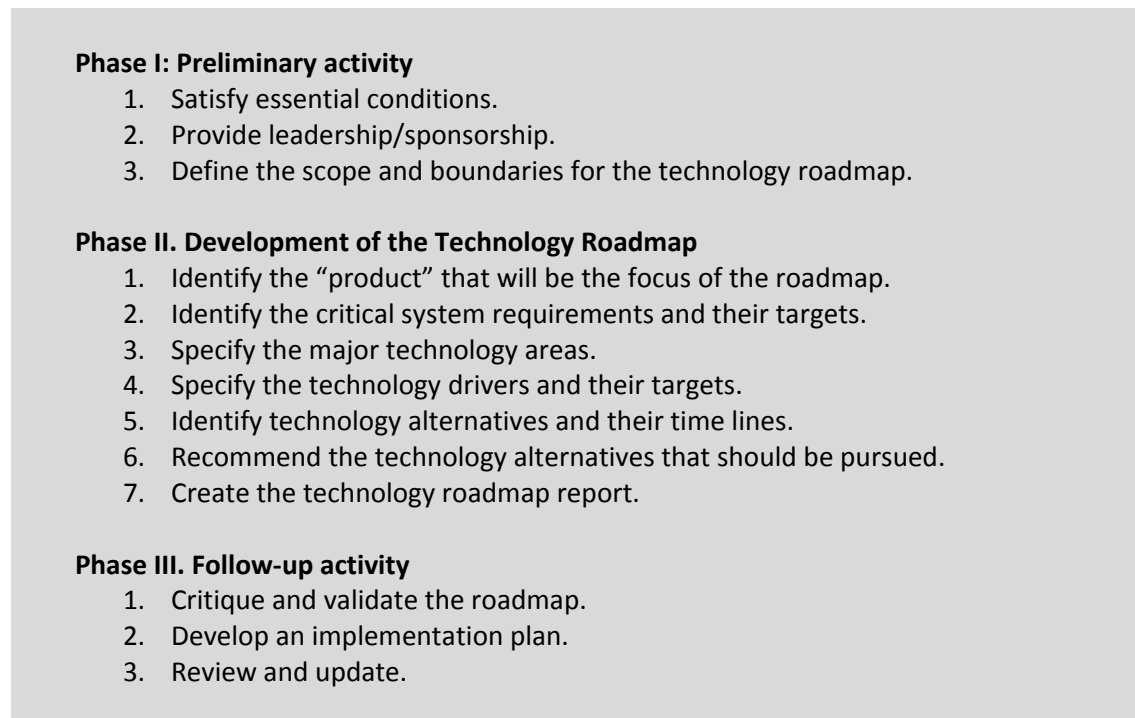 Phase I: Preliminary activity
1. Satisfy essential conditions.
2. Provide leadership/sponsorship.
3. Define the scope and boundaries for the technology roadmap.
Phase II. Development of the Technology Roadmap
1. Identify the “product” that will be the focus of the roadmap.
2. Identify the critical system requirements and their targets.
3. Specify the major technology areas.
4. Specify the technology drivers and their targets.
5. Identify technology alternatives and their time lines.
6. Recommend the technology alternatives that should be pursued.
7. Create the technology roadmap report.
Phase III. Follow-up activity
1. Critique and validate the roadmap.
2. Develop an implementation plan.
3. Review and update.